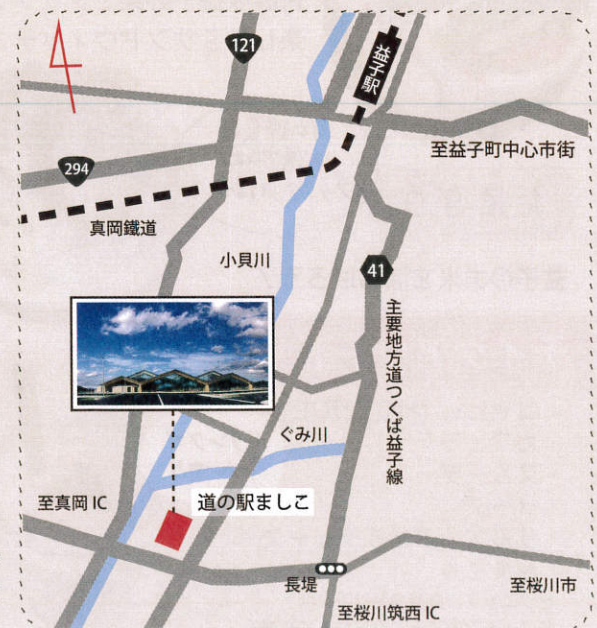 121
益子駅
至益子町中心市街
294
真岡鐵道
小貝川
41
主要地方道つくば益子線
ぐみ川
至真岡 IC
道の駅ましこ
長堤
至桜川市
至桜川筑西 IC